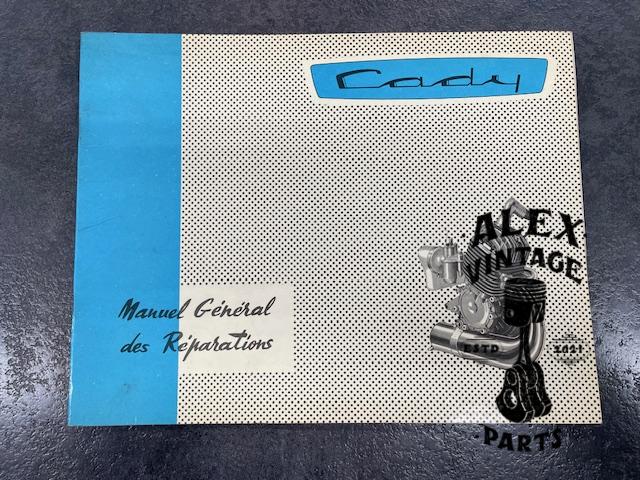 Cady
Manuel Général
des Réparations
ALEX
VINTAGE
ESTD
2021
PARTS